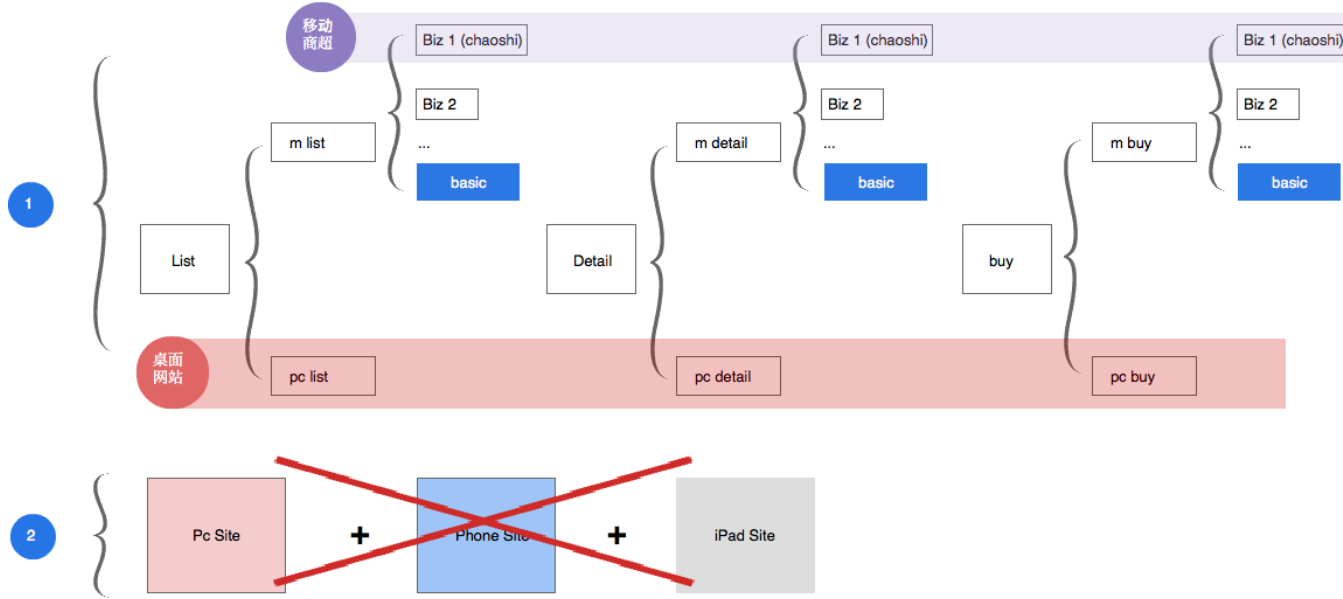 移动
商超
Biz 1 (chaoshi)
Biz 1 (chaoshi)
Biz 1 (chaoshi)
Biz 2
Biz 2
Biz 2
m list
...
m detail
...
m buy
...
basic
basic
basic
1
List
Detail
buy
桌面
网站
pc list
pc detail
pc buy
2
Pc Site
+
Phone Site
+
iPad Site